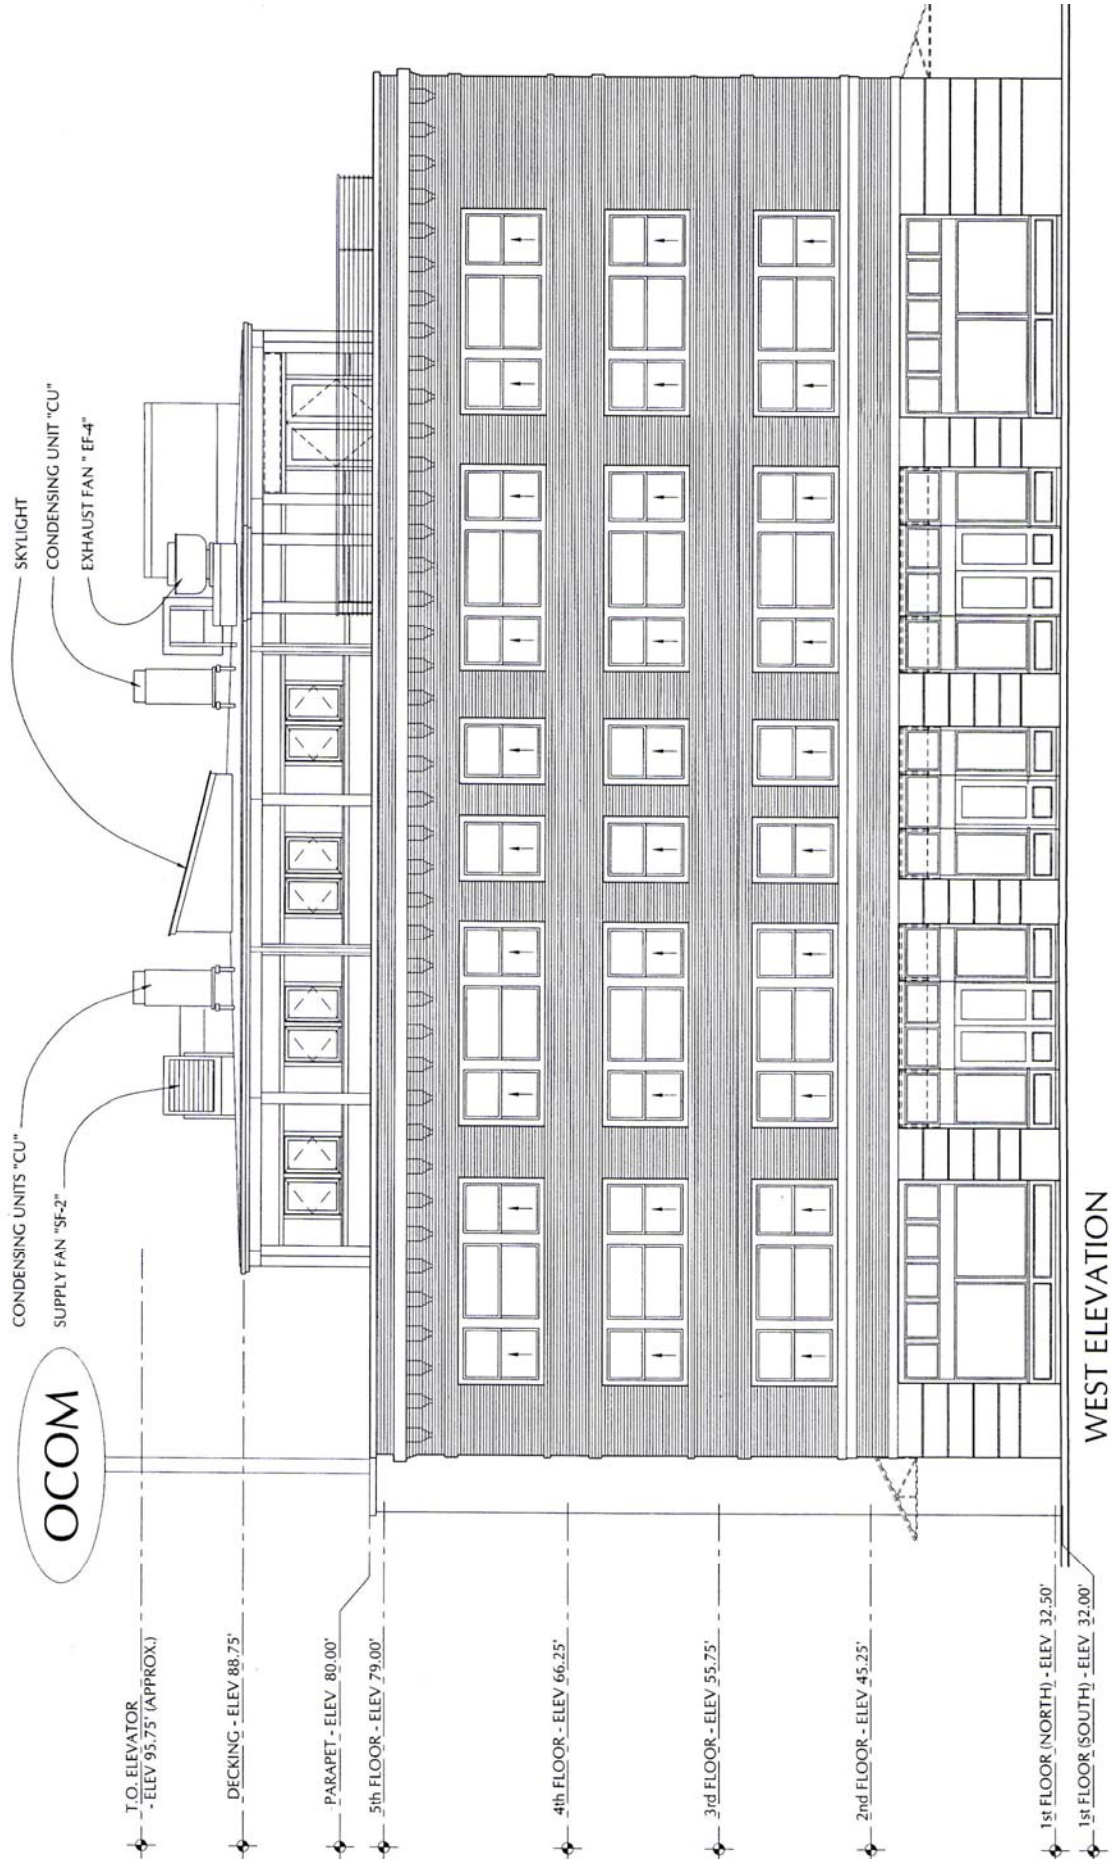 OCOM
CONDENSING UNITS "CU"
SUPPLY FAN "SF-2"
SKYLIGHT
CONDENSING UNIT "CU"
EXHAUST FAN " EF-4"
T.O. ELEVATOR
- ELEV 95.75' (APPROX.)
DECKING - ELEV 88.75'
PARAPET - ELEV 80.00'
5th FLOOR - ELEV 79.00'
4th FLOOR - ELEV 66.25'
3rd FLOOR - ELEV 55.75'
2nd FLOOR - ELEV 45.25'
1st FLOOR (NORTH) - ELEV 32.50'
1st FLOOR (SOUTH) - ELEV 32.00'
WEST ELEVATION